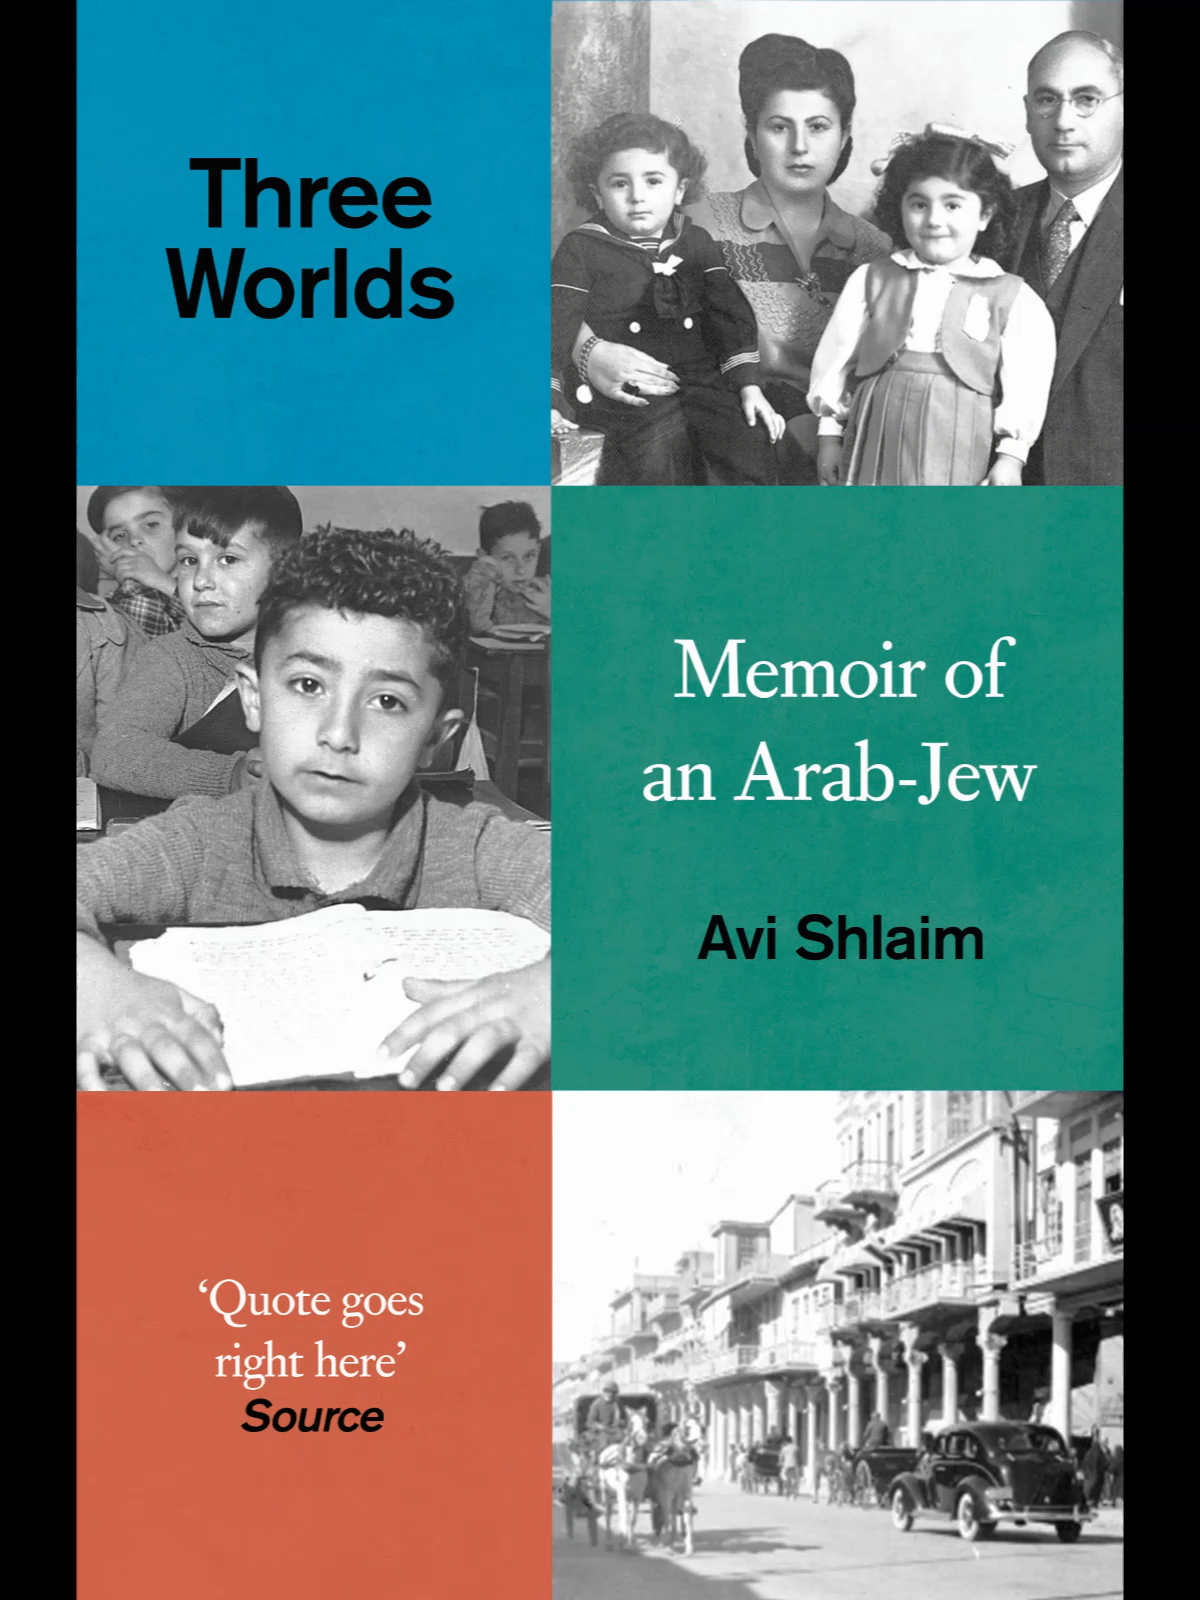 Three
Worlds
Memoir of
an Arab-Jew
Avi Shlaim
‘Quote goes
right here’
Source